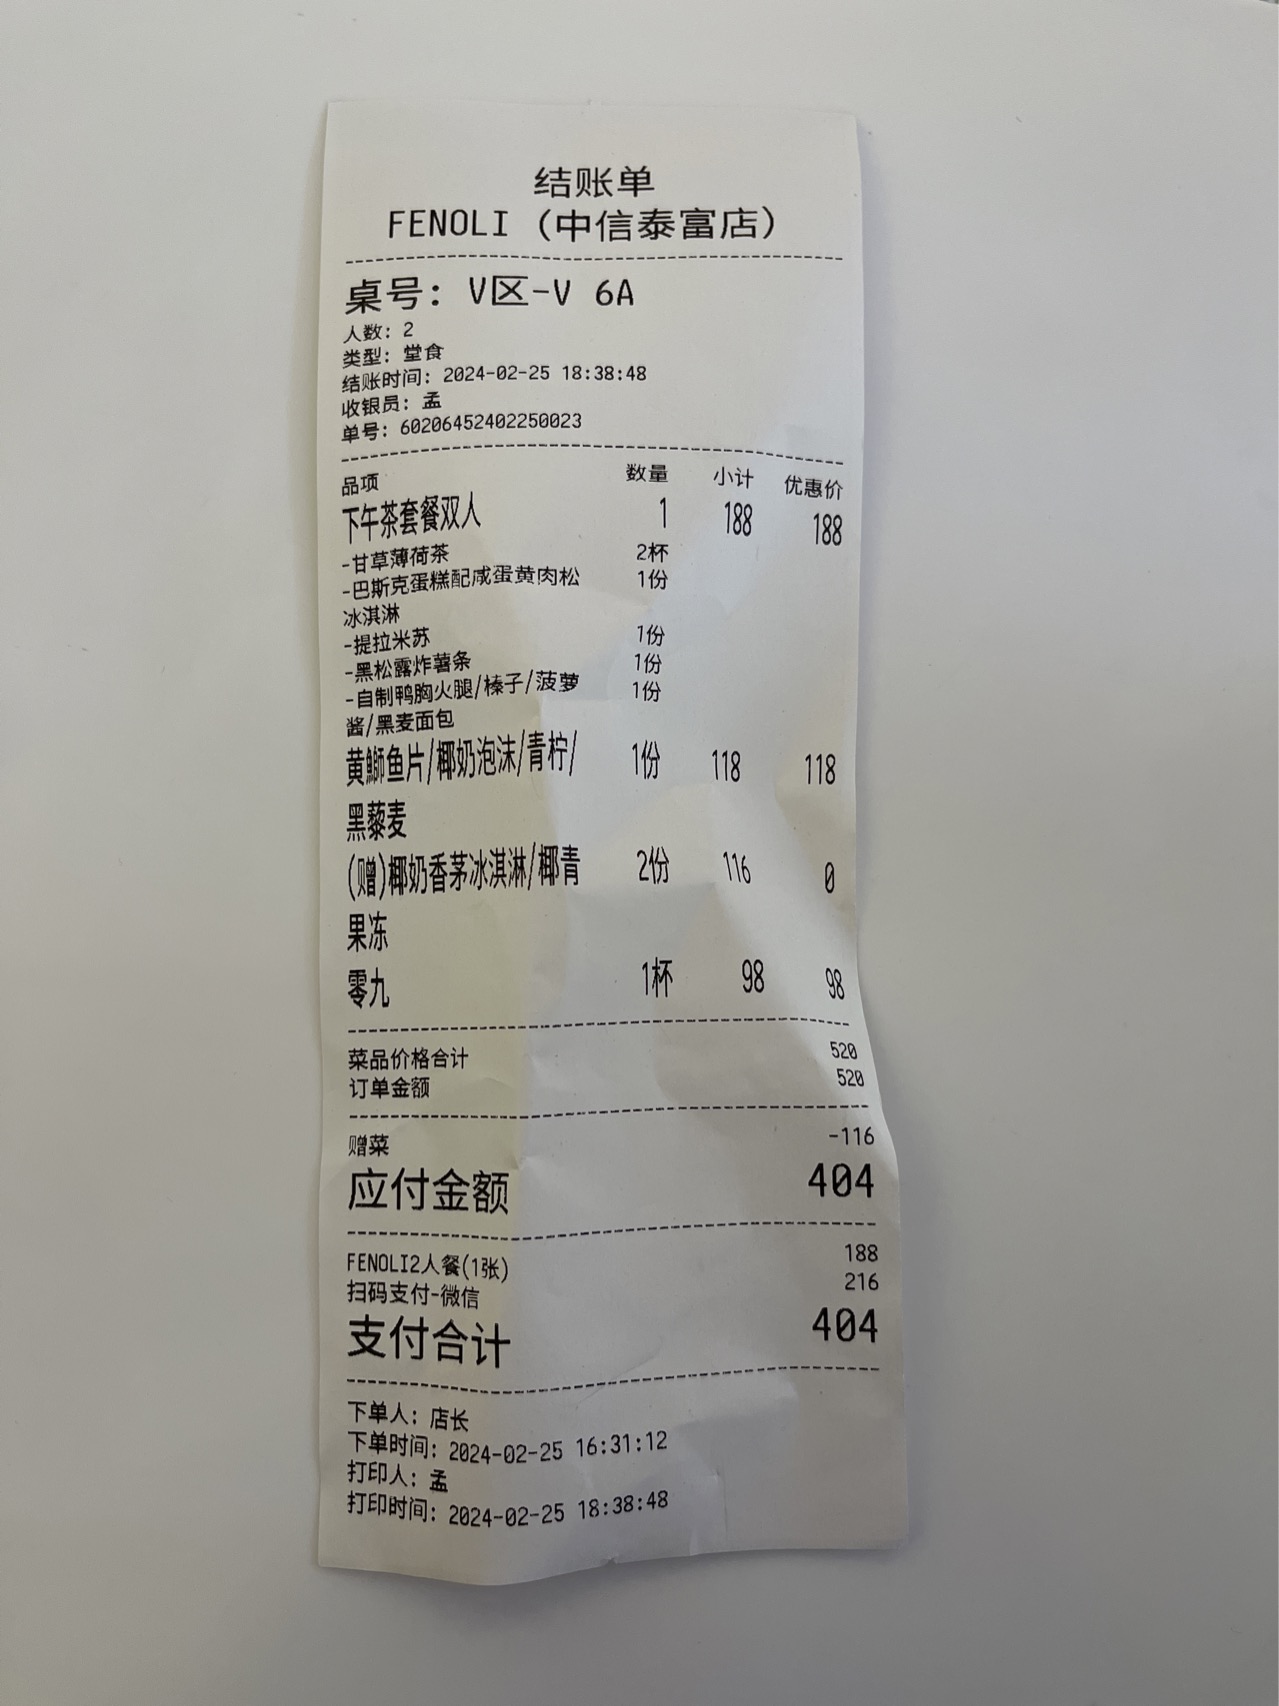 结账单
FENOLI (中信泰富店)
桌号: V区-V 6A
人数: 2
类型: 堂食
结账时间: 2024-02-25 18:38:48
收银员: 孟
单号: 60206452402250023
品项 数量 小计 优惠价
下午茶套餐双人 1 188 188
-甘草薄荷茶 2杯
-巴斯克蛋糕配咸蛋黄肉松 1份
冰淇淋
-提拉米苏 1份
-黑松露炸薯条 1份
-自制鸭胸火腿/榛子/菠萝 1份
酱/黑麦面包
黄鰤鱼片/椰奶泡沫/青柠/ 1份 118 118
黑藜麦
(赠)椰奶香茅冰淇淋/椰青 2份 116 0
果冻
零九 1杯 98 98
菜品价格合计 520
订单金额 520
赠菜 -116
应付金额 404
FENOLI2人餐(1张) 188
扫码支付-微信 216
支付合计 404
下单人: 店长
下单时间: 2024-02-25 16:31:12
打印人: 孟
打印时间: 2024-02-25 18:38:48